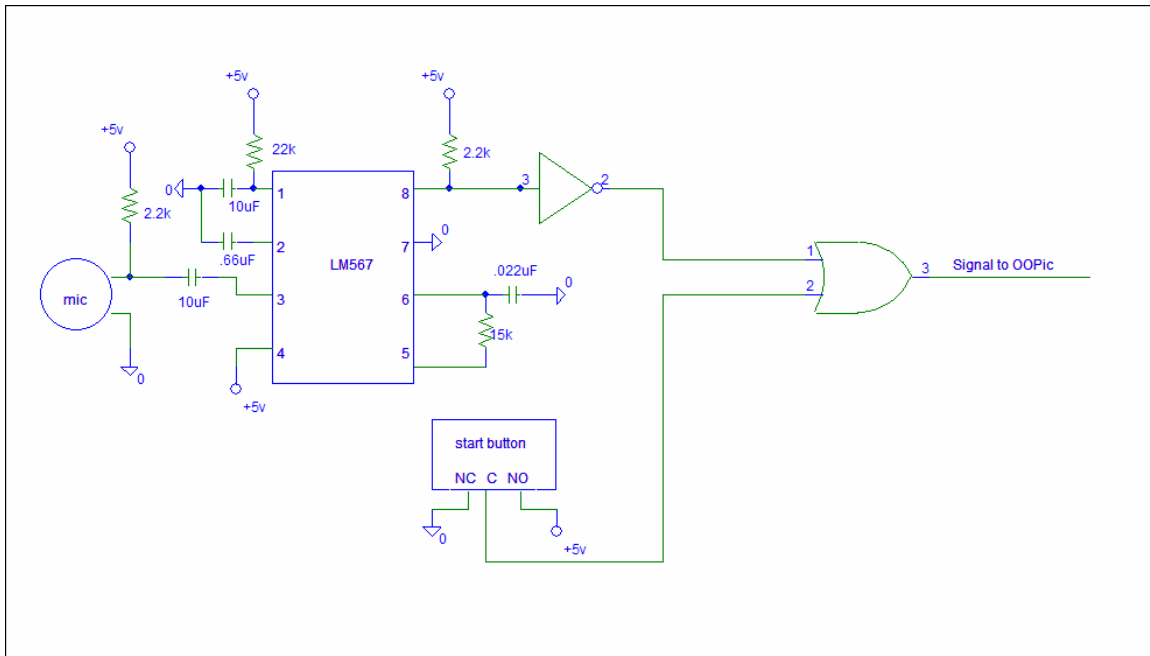 +5v
+5v
+5v
22k
2.2k
2.2k
0
10uF
1
8
3
2
0
.66uF
2
7
LM567
.022uF
0
1
Signal to OOPic
3
2
mic
10uF
3
6
15k
4
5
0
+5v
start button
NC C NO
0
+5v